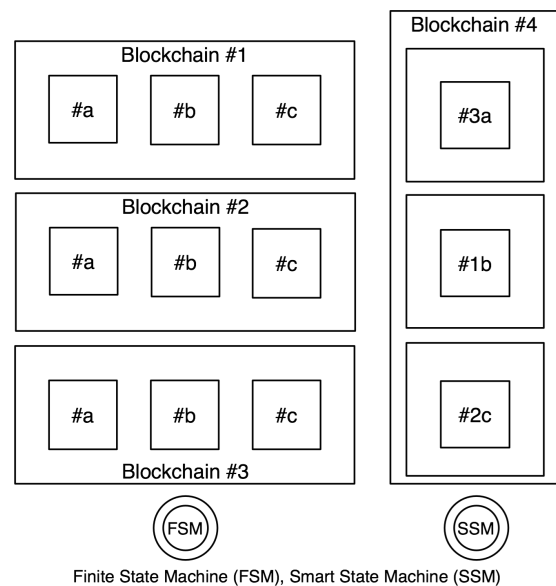 Blockchain #1
#a #b #c
Blockchain #2
#a #b #c
#a #b #c
Blockchain #3
FSM
Blockchain #4
#3a
#1b
#2c
SSM
Finite State Machine (FSM), Smart State Machine (SSM)